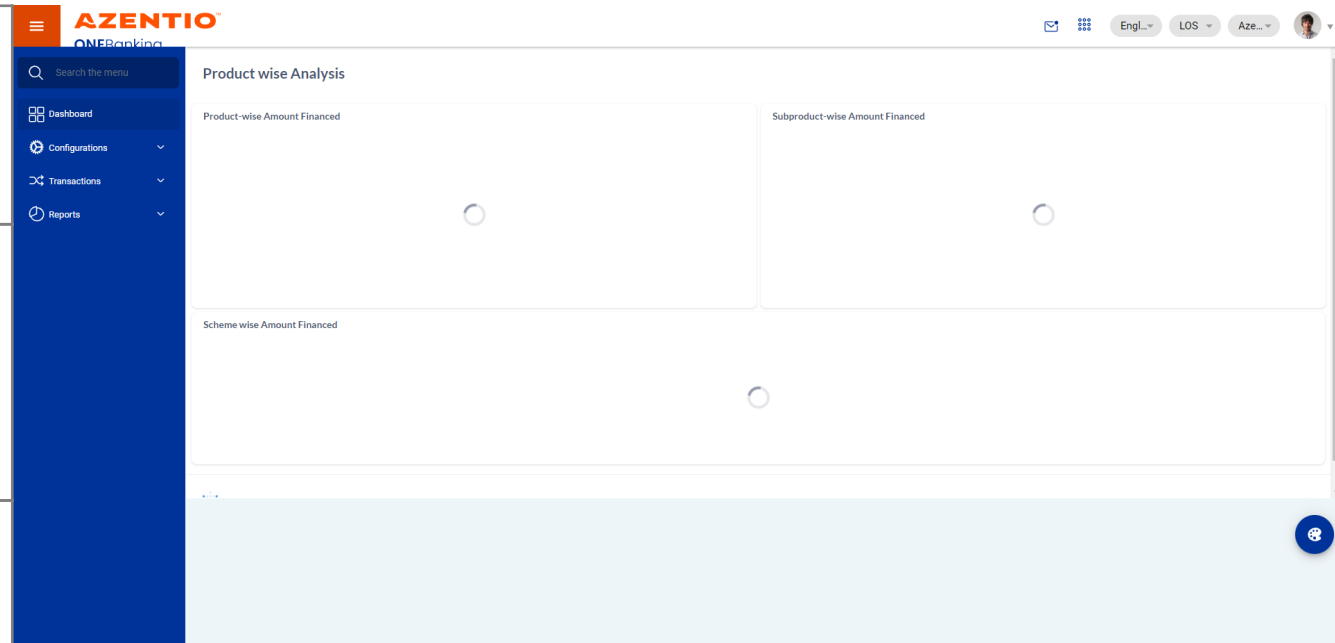 AZENTIO™
ONEBanking
Engl...
LOS
Aze...
Search the menu
Dashboard
Configurations
Transactions
Reports
Product wise Analysis
Product-wise Amount Financed
Subproduct-wise Amount Financed
Scheme wise Amount Financed